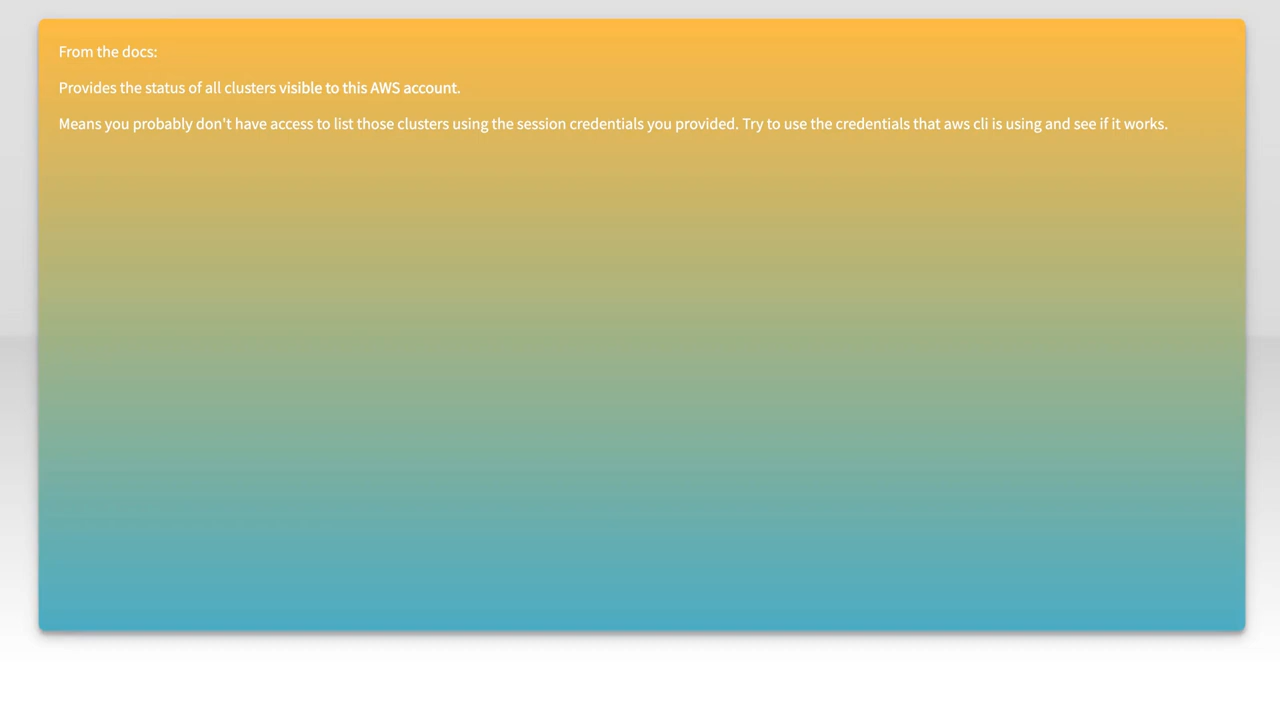 From the docs:
Provides the status of all clusters visible to this AWS account.
Means you probably don't have access to list those clusters using the session credentials you provided. Try to use the credentials that aws cli is using and see if it works.